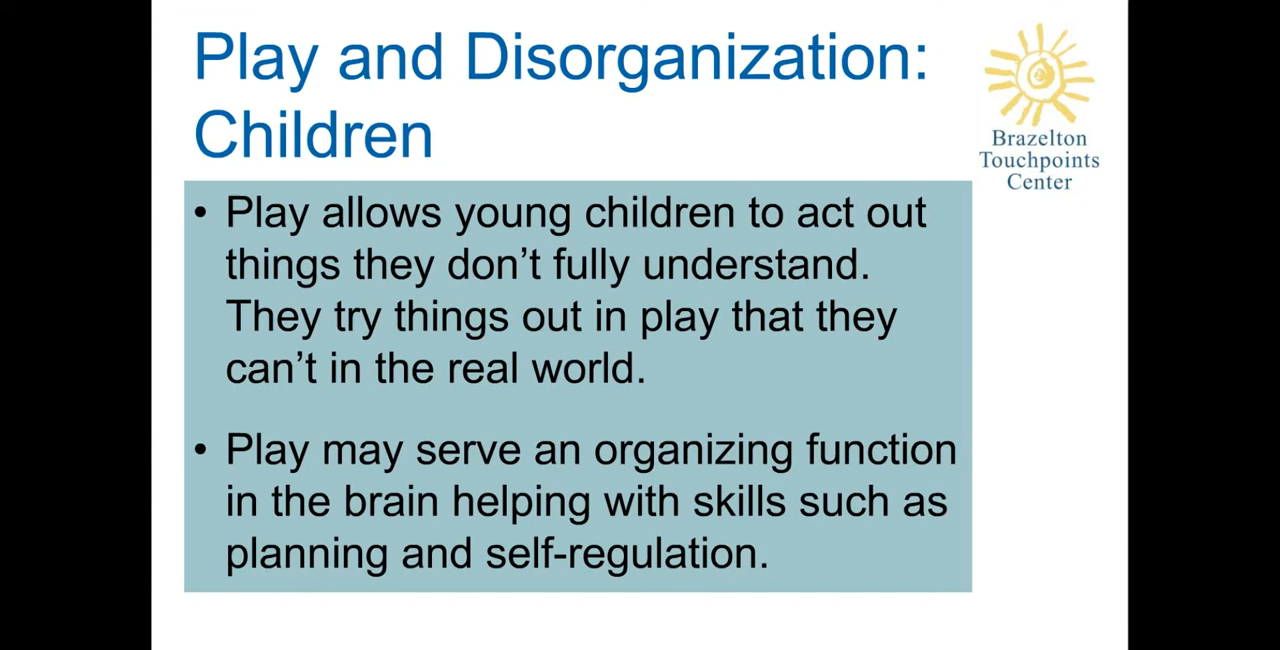 Play and Disorganization:
Children
Brazelton
Touchpoints
Center
• Play allows young children to act out
things they don’t fully understand.
They try things out in play that they
can’t in the real world.
• Play may serve an organizing function
in the brain helping with skills such as
planning and self-regulation.